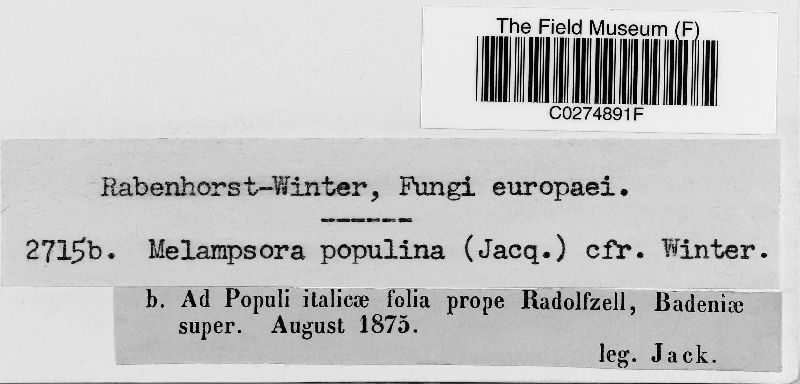 The Field Museum (F)
C0274891F
Rabenhorst-Winter, Fungi europaei.
2715b. Melampsora populina (Jacq.) cfr. Winter.
b. Ad Populi italicæ folia prope Radolfzell, Badeniæ
super. August 1875.
leg. Jack.